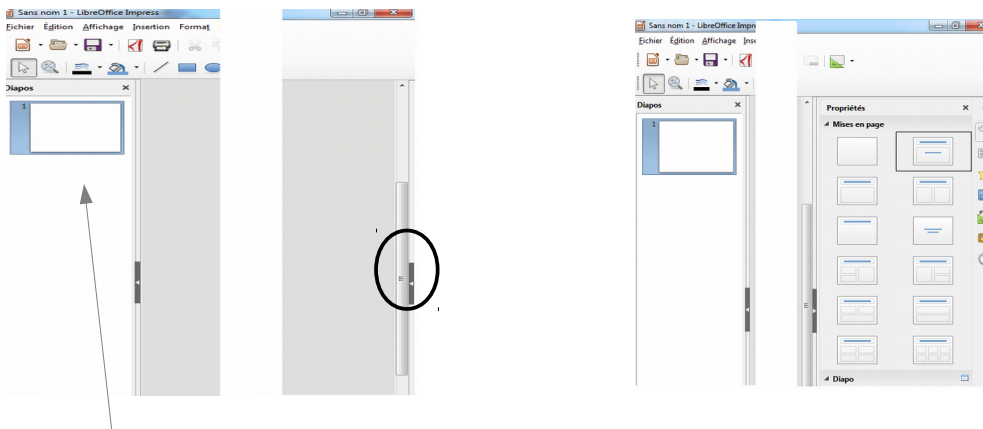 Sans nom 1 - LibreOffice Impress
Fichier Édition Affichage Insertion Format
Diapos
1
Sans nom 1 - LibreOffice Impre
Fichier Édition Affichage Inse
Diapos
1
Propriétés
Mises en page
Diapo